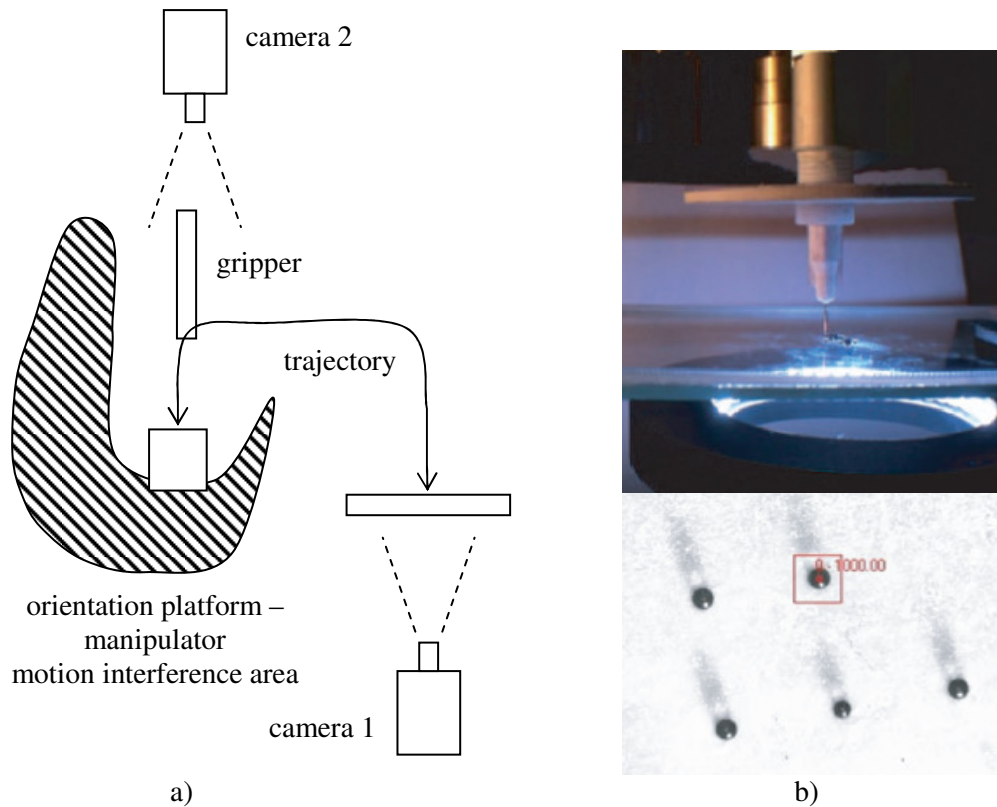 camera 2
gripper
trajectory
orientation platform –
manipulator
motion interference area
camera 1
a)
0 - 1000.00
b)